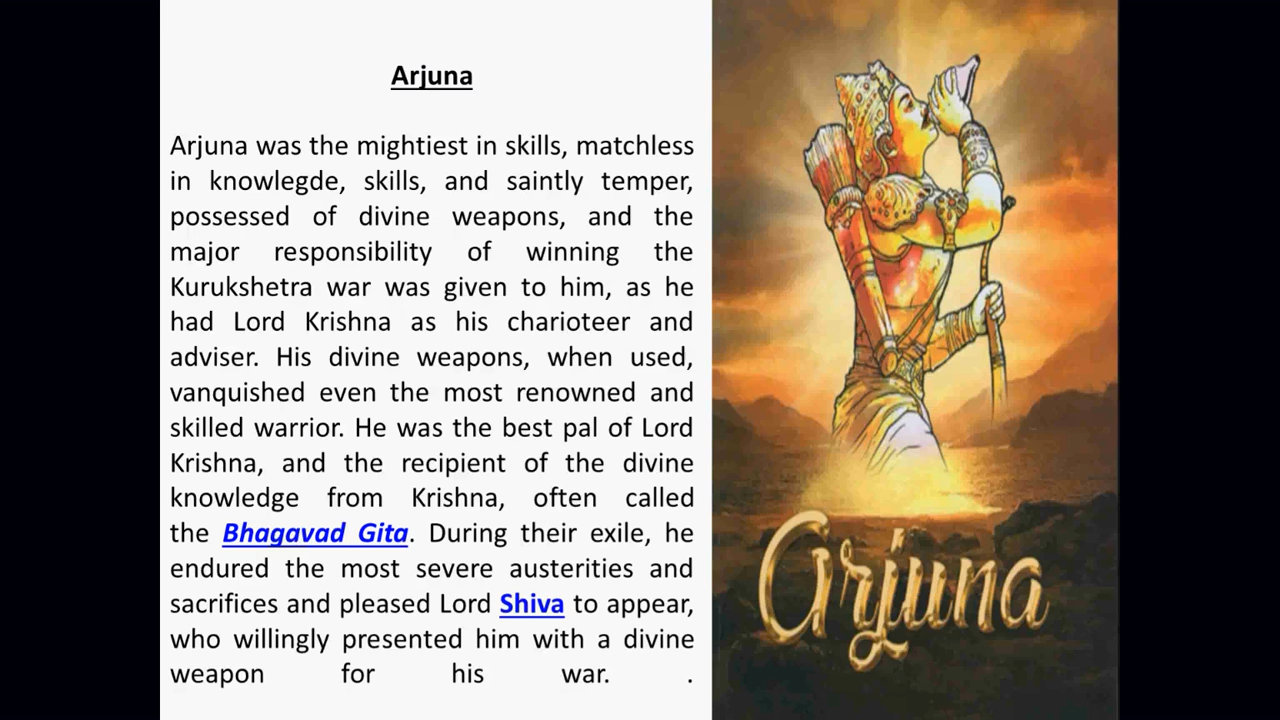 Arjuna
Arjuna was the mightiest in skills, matchless
in knowlegde, skills, and saintly temper,
possessed of divine weapons, and the
major responsibility of winning the
Kurukshetra war was given to him, as he
had Lord Krishna as his charioteer and
adviser. His divine weapons, when used,
vanquished even the most renowned and
skilled warrior. He was the best pal of Lord
Krishna, and the recipient of the divine
knowledge from Krishna, often called
the Bhagavad Gita. During their exile, he
endured the most severe austerities and
sacrifices and pleased Lord Shiva to appear,
who willingly presented him with a divine
weapon for his war. .
Arjuna